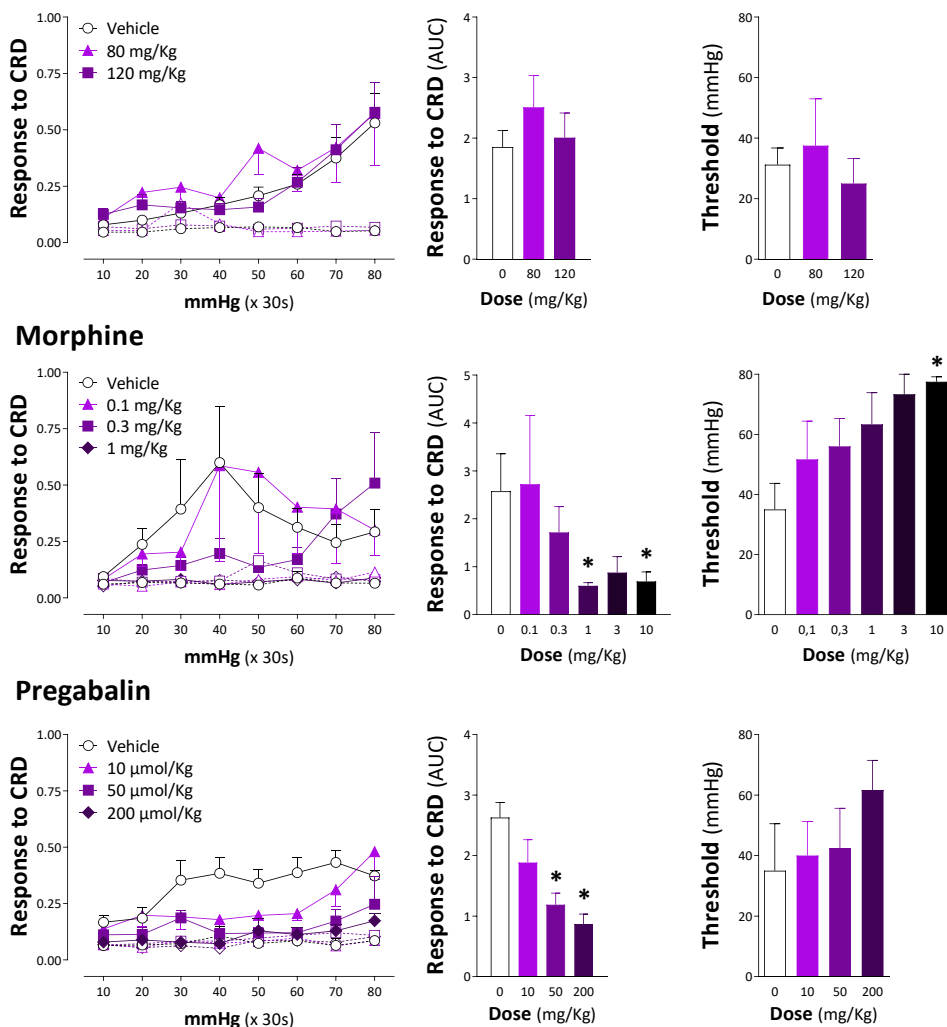 1.00
0.75
0.50
0.25
0.00
Response to CRD
Vehicle
80 mg/Kg
120 mg/Kg
10 20 30 40 50 60 70 80
mmHg (x 30s)
4
3
2
1
0
Response to CRD (AUC)
0 80 120
Dose (mg/Kg)
80
60
40
20
0
Threshold (mmHg)
0 80 120
Dose (mg/Kg)
Morphine
1.00
0.75
0.50
0.25
0.00
Response to CRD
Vehicle
0.1 mg/Kg
0.3 mg/Kg
1 mg/Kg
10 20 30 40 50 60 70 80
mmHg (x 30s)
5
4
3
2
1
0
Response to CRD (AUC)
* *
0 0.1 0.3 1 3 10
Dose (mg/Kg)
80
60
40
20
0
Threshold (mmHg)
*
0 0,1 0,3 1 3 10
Dose (mg/Kg)
Pregabalin
1.00
0.75
0.50
0.25
0.00
Response to CRD
Vehicle
10 µmol/Kg
50 µmol/Kg
200 µmol/Kg
10 20 30 40 50 60 70 80
mmHg (x 30s)
4
3
2
1
0
Response to CRD (AUC)
* *
0 10 50 200
Dose (mg/Kg)
80
60
40
20
0
Threshold (mmHg)
0 10 50 200
Dose (mg/Kg)